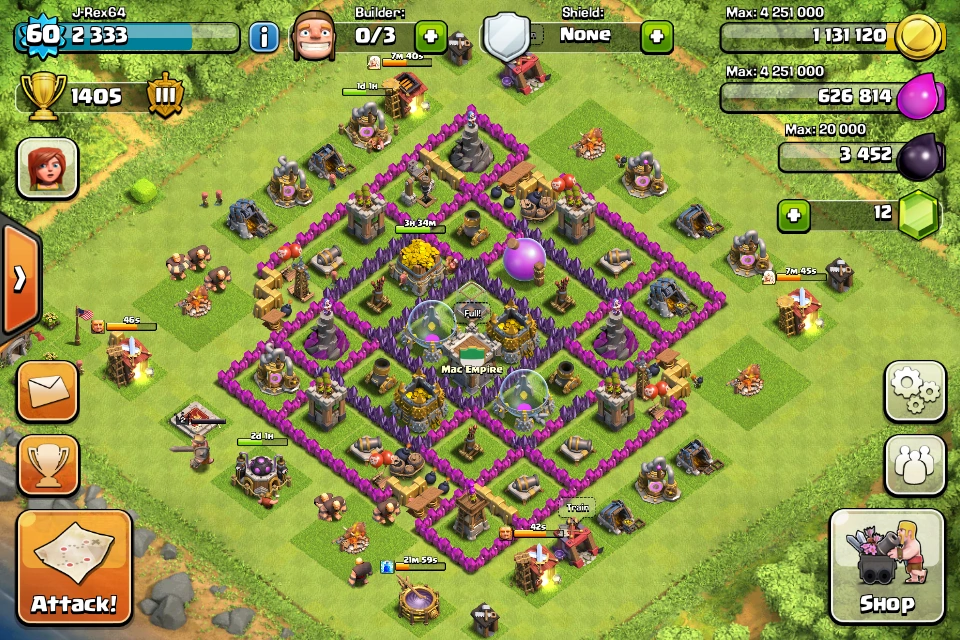 J-Rex64
60
2 333
Builder:
0/3
Shield:
None
Max: 4 251 000
1 131 120
Max: 4 251 000
626 814
Max: 20 000
3 452
12
1405
III
7m 40s
1d 1H
3H 34m
7m 45s
46s
Full!
Mac Empire
2d 1H
Train
42s
21m 59s
Attack!
Shop